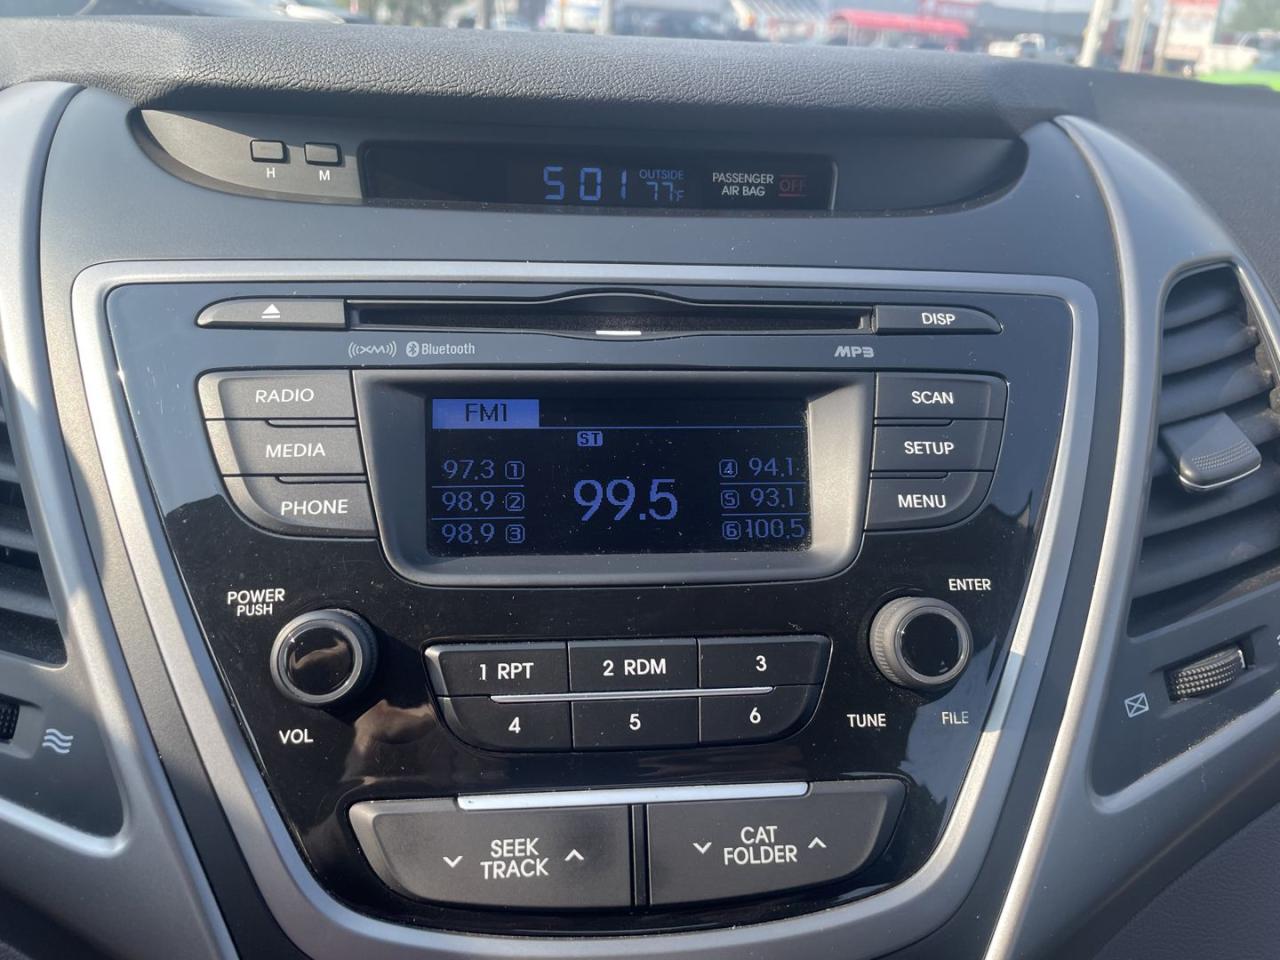 H M
5 01 OUTSIDE 77°F
PASSENGER AIR BAG OFF
DISP
((XM)) Bluetooth MP3
RADIO
MEDIA
PHONE
FM1
ST
97.3 1
98.9 2
98.9 3
99.5
4 94.1
5 93.1
6 100.5
SCAN
SETUP
MENU
POWER
PUSH
VOL
ENTER
TUNE FILE
1 RPT 2 RDM 3
4 5 6
SEEK
TRACK
CAT
FOLDER